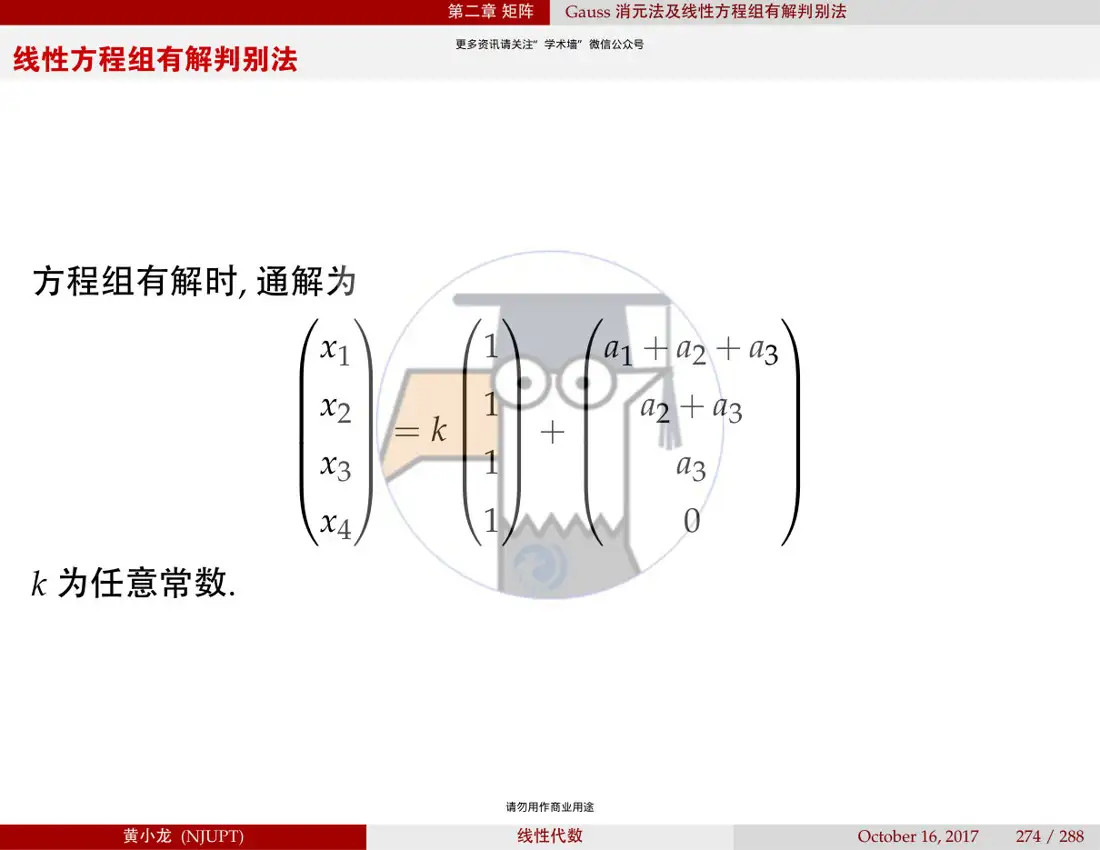 第二章 矩阵 Gauss 消元法及线性方程组有解判别法
线性方程组有解判别法
更多资讯请关注“学术墙”微信公众号
方程组有解时, 通解为
x1 1 a1 + a2 + a3
x2 1 a2 + a3
= k +
x3 1 a3
x4 1 0
k 为任意常数.
请勿用作商业用途
黄小龙 (NJUPT) 线性代数 October 16, 2017 274 / 288